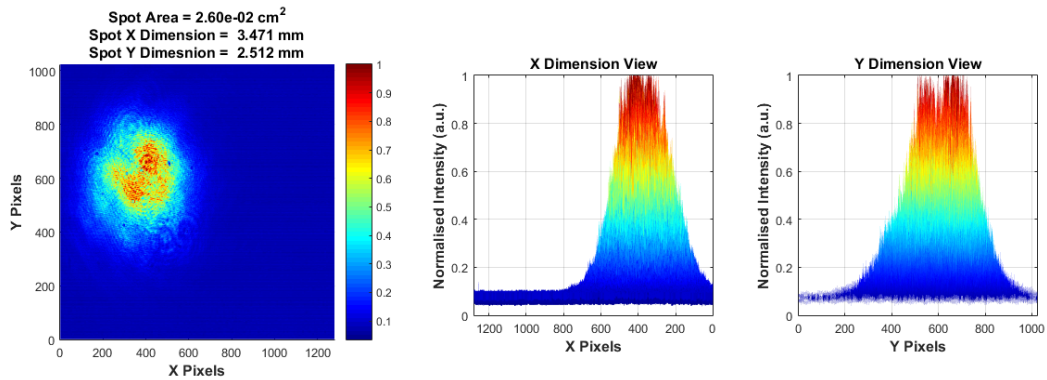 Spot Area = 2.60e-02 cm²
Spot X Dimension = 3.471 mm
Spot Y Dimesnion = 2.512 mm
1000
800
600
400
200
0
Y Pixels
0 200 400 600 800 1000 1200
X Pixels
1
0.9
0.8
0.7
0.6
0.5
0.4
0.3
0.2
0.1
X Dimension View
1
0.8
0.6
0.4
0.2
0
Normalised Intensity (a.u.)
1200 1000 800 600 400 200 0
X Pixels
Y Dimension View
1
0.8
0.6
0.4
0.2
0
Normalised Intensity (a.u.)
0 200 400 600 800 1000
Y Pixels